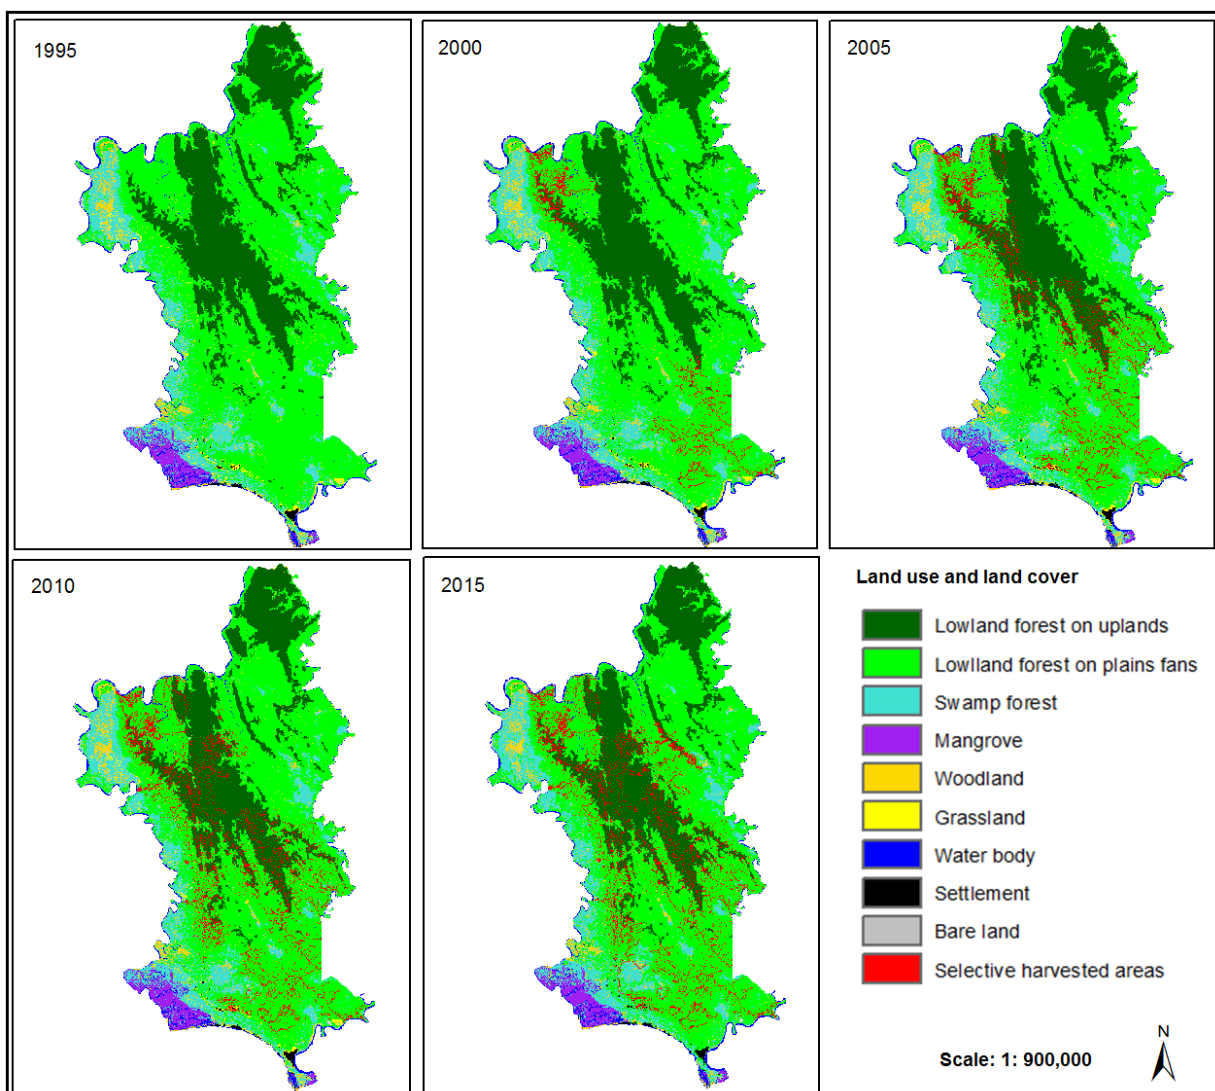 1995
2000
2005
2010
2015
Land use and land cover
Lowland forest on uplands
Lowlland forest on plains fans
Swamp forest
Mangrove
Woodland
Grassland
Water body
Settlement
Bare land
Selective harvested areas
N
Scale: 1: 900,000